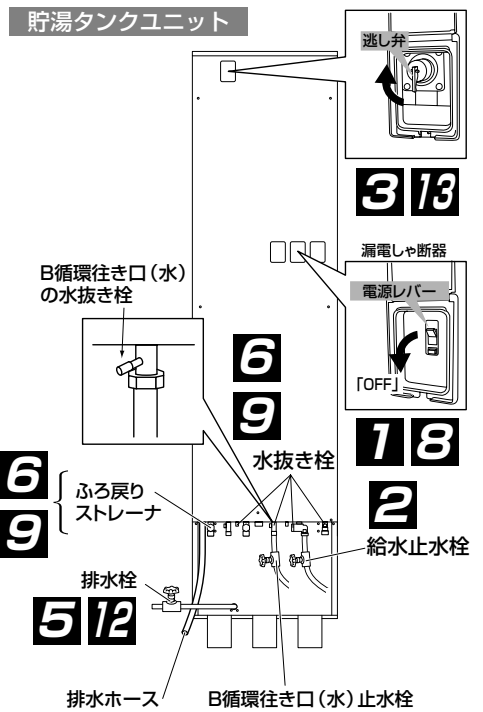 貯湯タンクユニット
逃し弁
3 13
漏電しゃ断器
電源レバー
「OFF」
1 8
B循環往き口(水)
の水抜き栓
6
9
水抜き栓
2
給水止水栓
6
9
ふろ戻り
ストレーナ
排水栓
5 12
排水ホース
B循環往き口(水)止水栓